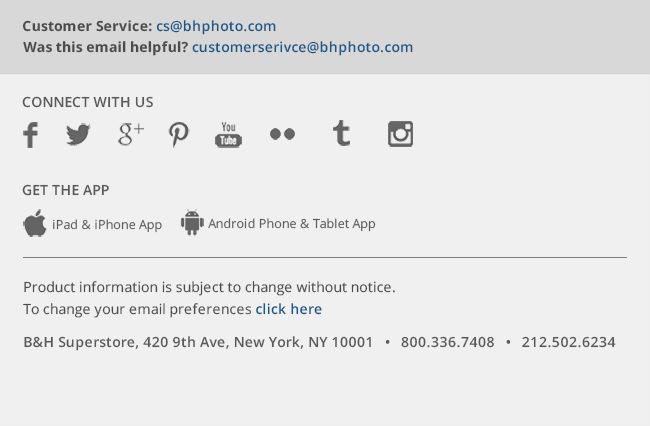 Customer Service: cs@bhphoto.com
Was this email helpful? customerserivce@bhphoto.com
CONNECT WITH US
f g+ P You Tube t
GET THE APP
iPad & iPhone App Android Phone & Tablet App
Product information is subject to change without notice.
To change your email preferences click here
B&H Superstore, 420 9th Ave, New York, NY 10001 • 800.336.7408 • 212.502.6234